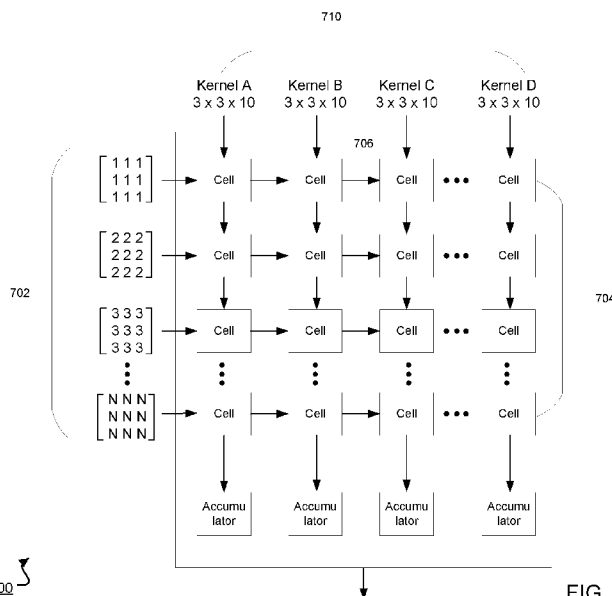 710
Kernel A Kernel B Kernel C Kernel D
3 x 3 x 10 3 x 3 x 10 3 x 3 x 10 3 x 3 x 10
706
1 1 1
1 1 1
1 1 1
Cell Cell Cell Cell
2 2 2
2 2 2
2 2 2
Cell Cell Cell Cell
702
704
3 3 3
3 3 3
3 3 3
Cell Cell Cell Cell
N N N
N N N
N N N
Cell Cell Cell Cell
Accumu Accumu Accumu Accumu
lator lator lator lator
00
FIG